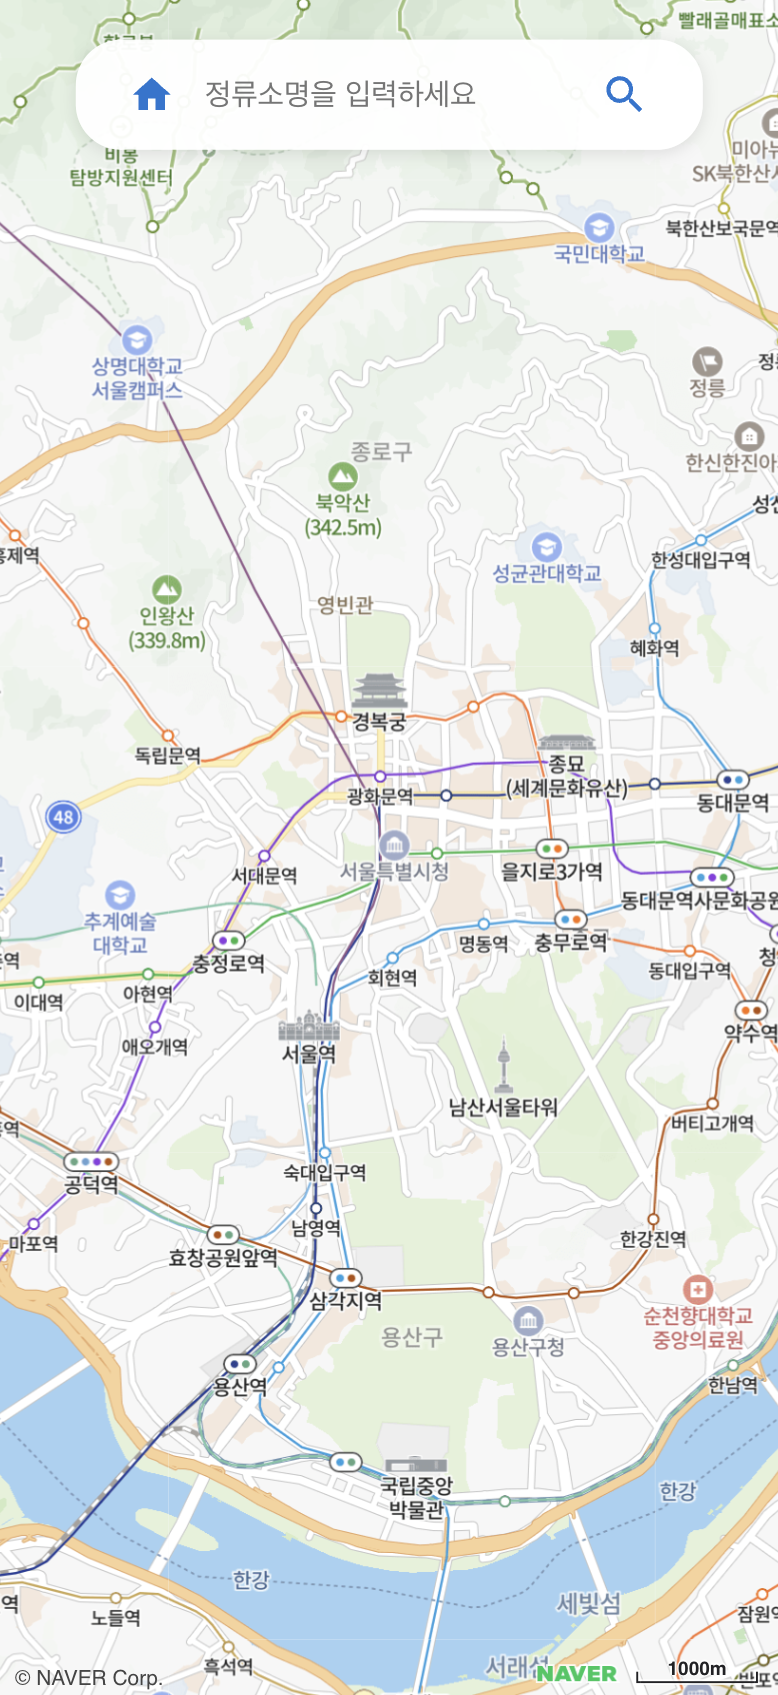 빨래골매표소
정류소명을 입력하세요
비봉
탐방지원센터
미아뉴
SK북한산시
북한산보국문역
국민대학교
상명대학교
서울캠퍼스
정릉
종로구
한신한진아
북악산
(342.5m)
홍제역
한성대입구역
성균관대학교
인왕산
(339.8m)
영빈관
혜화역
경복궁
독립문역
종묘
(세계문화유산)
광화문역
동대문역
48
서대문역
서울특별시청
을지로3가역
동대문역사문화공원
추계예술
대학교
충정로역
명동역
충무로역
회현역
동대입구역
이대역
아현역
약수역
애오개역
서울역
남산서울타워
버티고개역
숙대입구역
공덕역
남영역
마포역
효창공원앞역
한강진역
삼각지역
순천향대학교
중앙의료원
용산구
용산구청
용산역
한남역
국립중앙
박물관
한강
한강
세빛섬
노들역
잠원역
흑석역
서래섬
NAVER
1000m
© NAVER Corp.